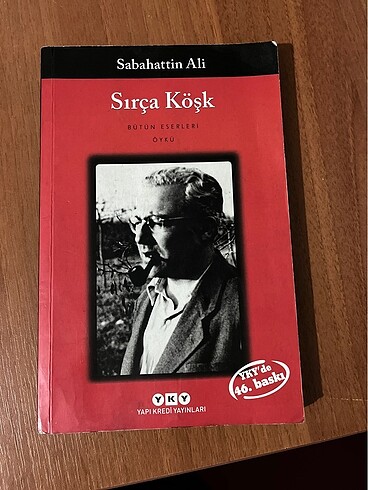 Sabahattin Ali
Sırça Köşk
BÜTÜN ESERLERİ
ÖYKÜ
YKY'de
46. baskı
YKY
YAPI KREDİ YAYINLARI